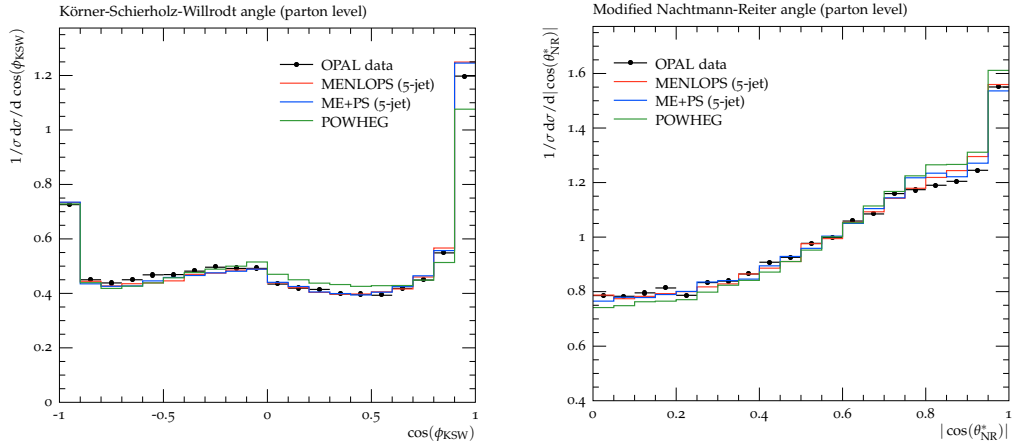 Körner-Schierholz-Willrodt angle (parton level)
1/σ dσ/d cos(ϕKSW)
OPAL data
MENLOPS (5-jet)
ME+PS (5-jet)
POWHEG
1.2
1
0.8
0.6
0.4
0.2
0
-1 -0.5 0 0.5 1
cos(ϕKSW)
Modified Nachtmann-Reiter angle (parton level)
1/σ dσ/d| cos(θ*NR)|
OPAL data
MENLOPS (5-jet)
ME+PS (5-jet)
POWHEG
1.6
1.4
1.2
1
0.8
0.6
0.4
0 0.2 0.4 0.6 0.8 1
| cos(θ*NR)|